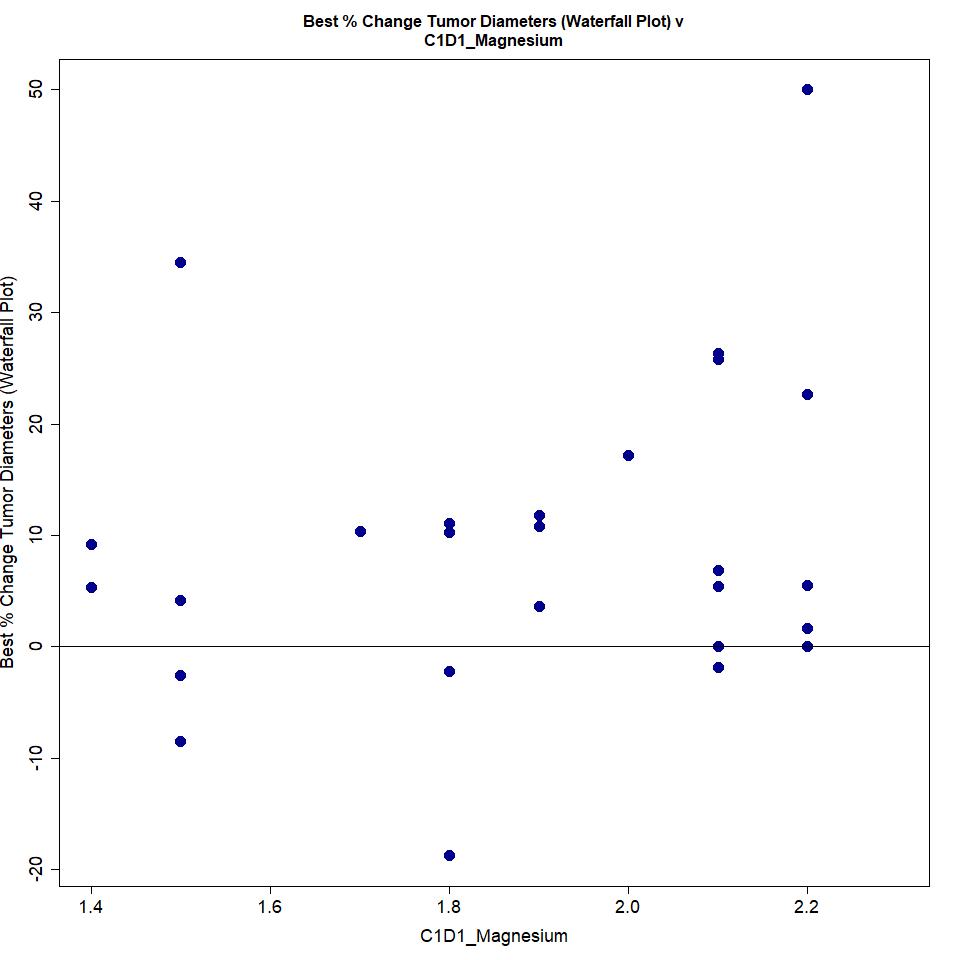 Best % Change Tumor Diameters (Waterfall Plot) v
C1D1_Magnesium
Best % Change Tumor Diameters (Waterfall Plot)
50
40
30
20
10
0
-10
-20
1.4 1.6 1.8 2.0 2.2
C1D1_Magnesium